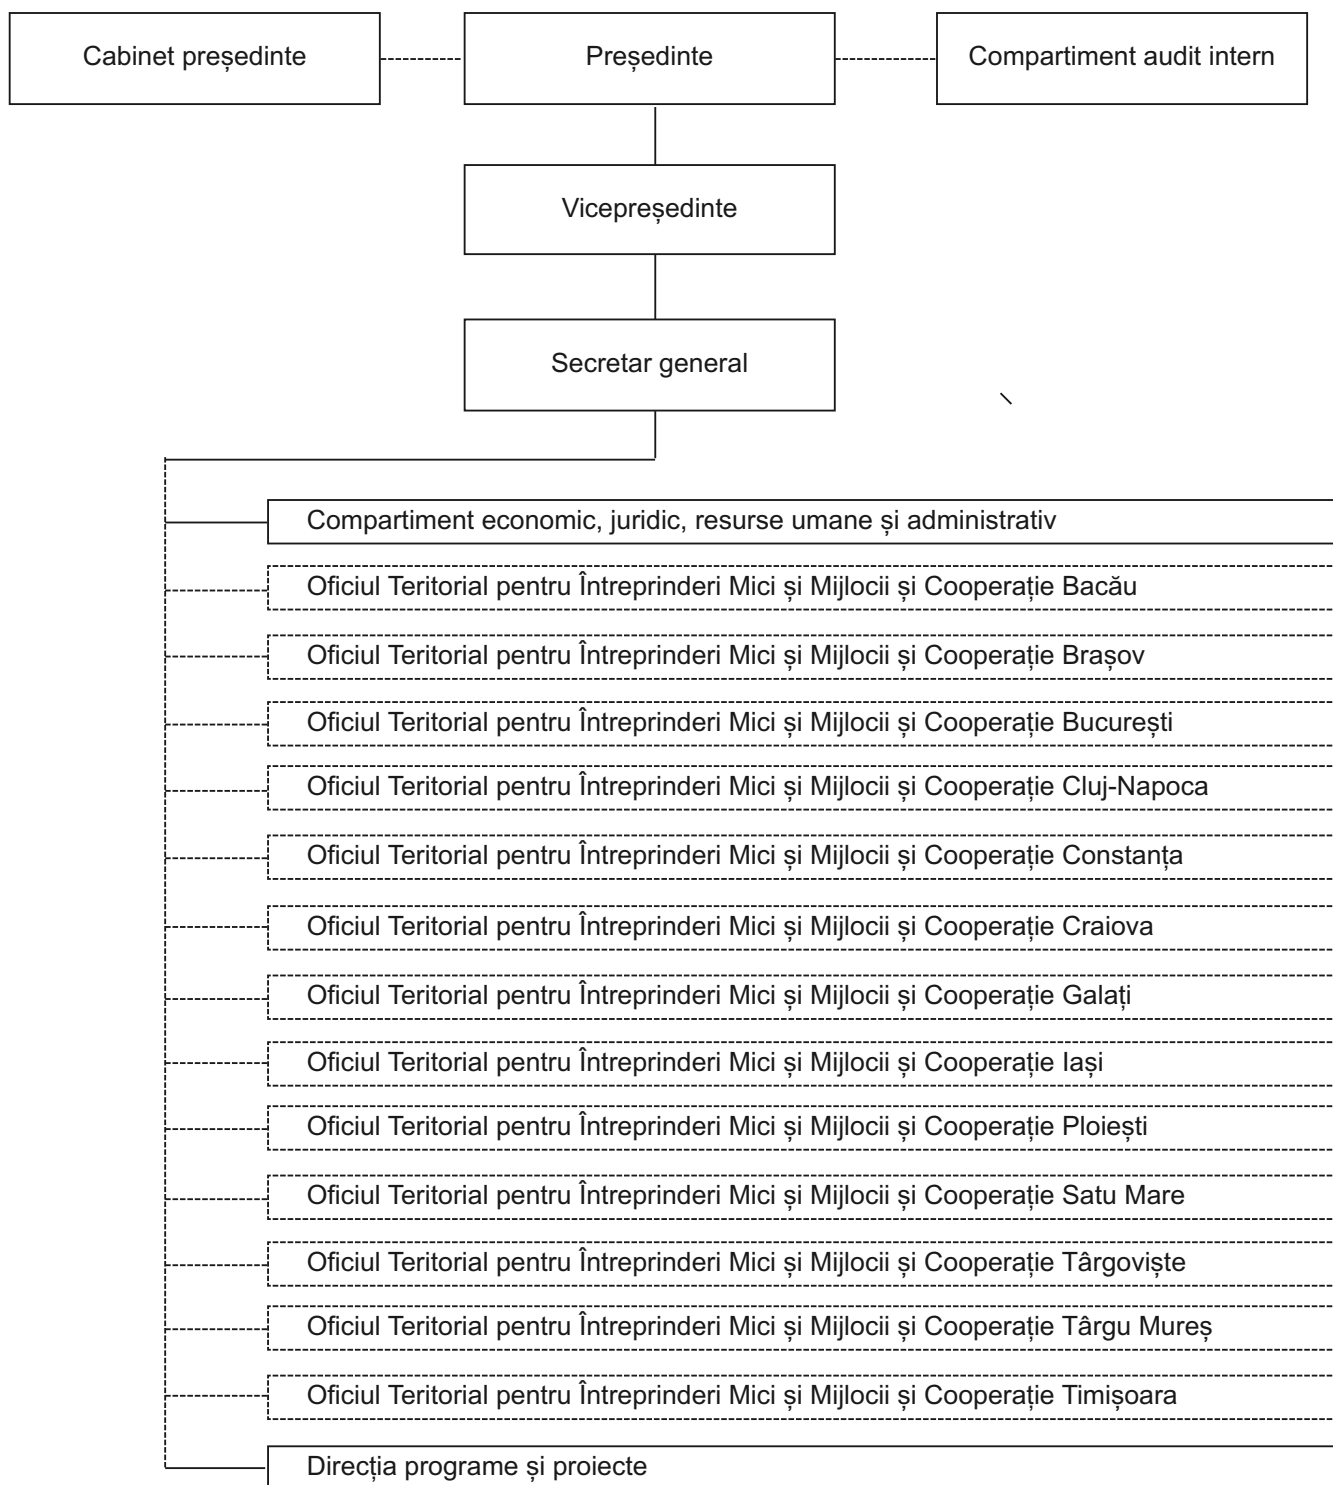 Cabinet președinte
Președinte
Compartiment audit intern
Vicepreședinte
Secretar general
Compartiment economic, juridic, resurse umane și administrativ
Oficiul Teritorial pentru Întreprinderi Mici și Mijlocii și Cooperație Bacău
Oficiul Teritorial pentru Întreprinderi Mici și Mijlocii și Cooperație Brașov
Oficiul Teritorial pentru Întreprinderi Mici și Mijlocii și Cooperație București
Oficiul Teritorial pentru Întreprinderi Mici și Mijlocii și Cooperație Cluj-Napoca
Oficiul Teritorial pentru Întreprinderi Mici și Mijlocii și Cooperație Constanța
Oficiul Teritorial pentru Întreprinderi Mici și Mijlocii și Cooperație Craiova
Oficiul Teritorial pentru Întreprinderi Mici și Mijlocii și Cooperație Galați
Oficiul Teritorial pentru Întreprinderi Mici și Mijlocii și Cooperație Iași
Oficiul Teritorial pentru Întreprinderi Mici și Mijlocii și Cooperație Ploiești
Oficiul Teritorial pentru Întreprinderi Mici și Mijlocii și Cooperație Satu Mare
Oficiul Teritorial pentru Întreprinderi Mici și Mijlocii și Cooperație Târgoviște
Oficiul Teritorial pentru Întreprinderi Mici și Mijlocii și Cooperație Târgu Mureș
Oficiul Teritorial pentru Întreprinderi Mici și Mijlocii și Cooperație Timișoara
Direcția programe și proiecte